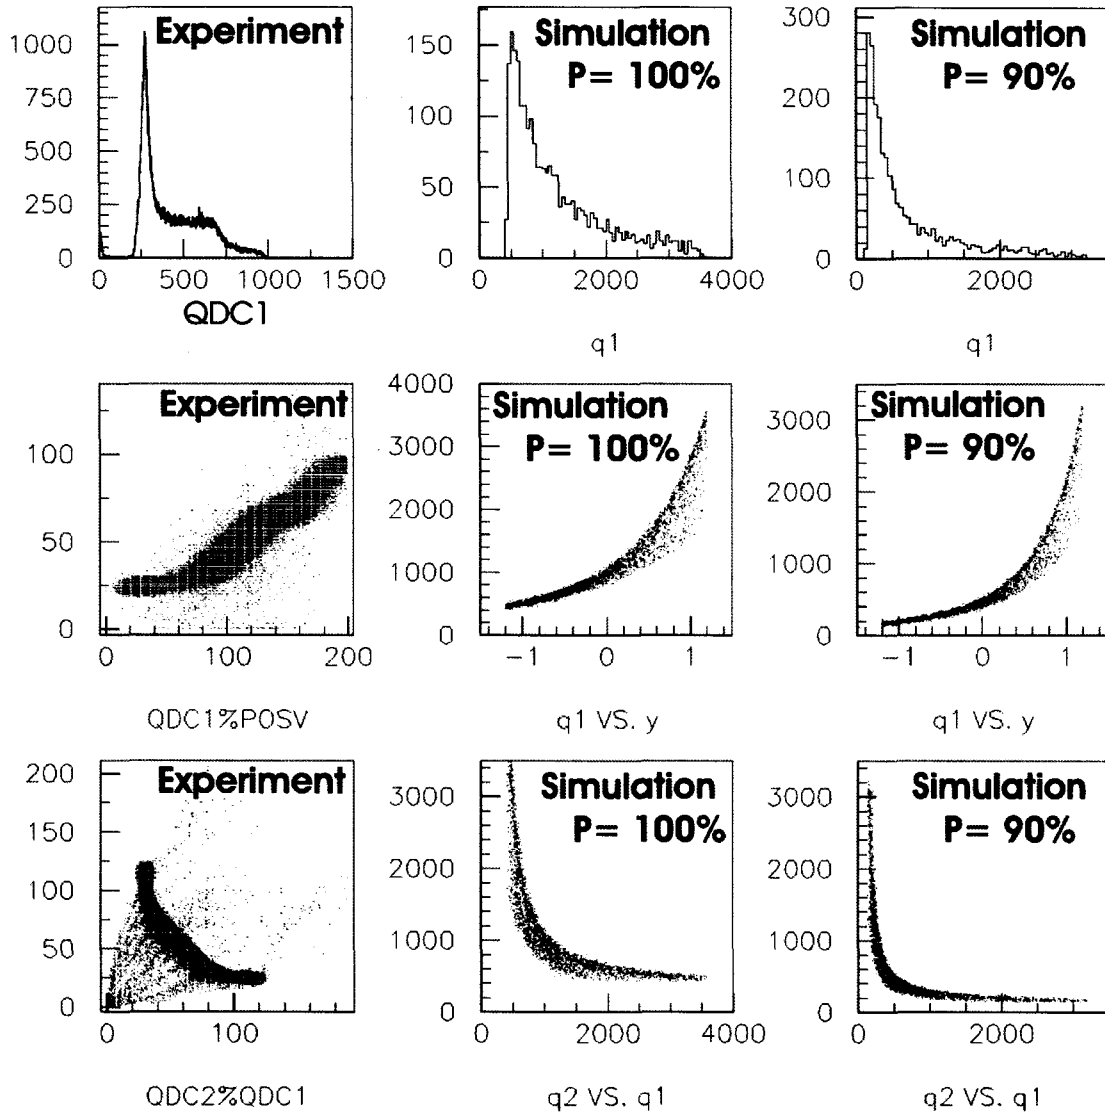 Experiment
1000
750
500
250
0
0 500 1000 1500
QDC1
Simulation
P= 100%
150
100
50
0
0 2000 4000
q1
Simulation
P= 90%
300
200
100
0
0 2000
q1
Experiment
100
50
0
0 100 200
QDC1%POSV
Simulation
P= 100%
4000
3000
2000
1000
0
−1 0 1
q1 VS. y
Simulation
P= 90%
3000
2000
1000
0
−1 0 1
q1 VS. y
Experiment
200
150
100
50
0
0 100
QDC2%QDC1
Simulation
P= 100%
3000
2000
1000
0
0 2000 4000
q2 VS. q1
Simulation
P= 90%
3000
2000
1000
0
0 2000
q2 VS. q1